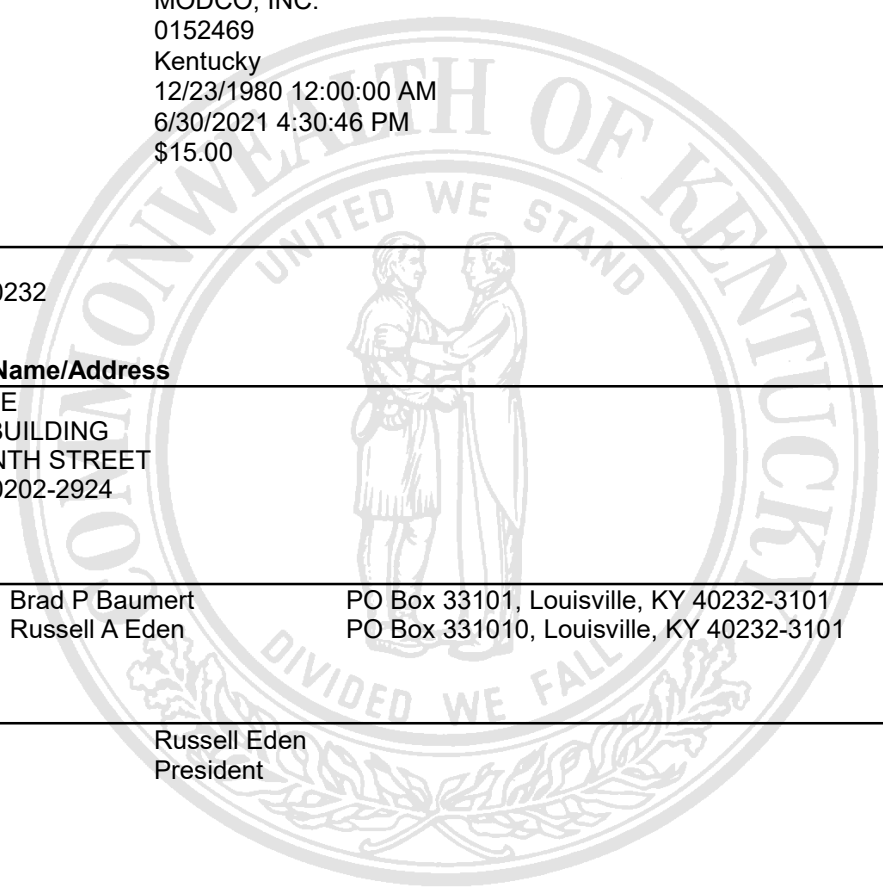 MODCO, INC.
0152469
Kentucky
12/23/1980 12:00:00 AM
6/30/2021 4:30:46 PM
$15.00
COMMONWEALTH OF KENTUCKY
UNITED WE STAND
0232
Name/Address
E
BUILDING
NTH STREET
0202-2924
Brad P Baumert PO Box 33101, Louisville, KY 40232-3101
Russell A Eden PO Box 331010, Louisville, KY 40232-3101
DIVIDED WE FALL
Russell Eden
President